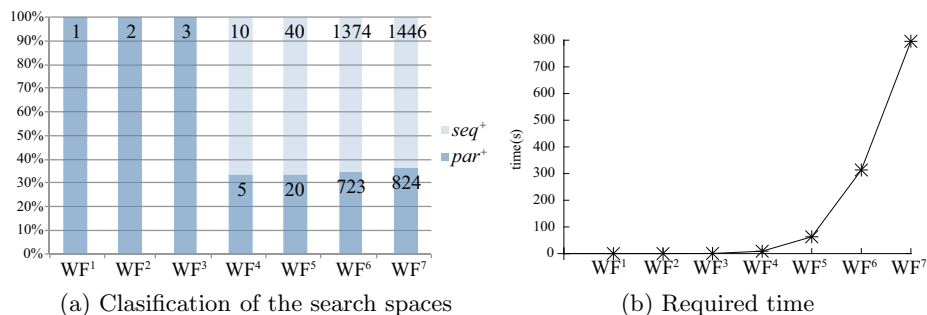 100%
90%
80%
70%
60%
50%
40%
30%
20%
10%
0%
1 2 3 10 40 1374 1446
5 20 723 824
WF¹ WF² WF³ WF⁴ WF⁵ WF⁶ WF⁷
seq⁺
par⁺
(a) Clasification of the search spaces
800
700
600
500
400
300
200
100
0
time(s)
WF¹ WF² WF³ WF⁴ WF⁵ WF⁶ WF⁷
(b) Required time